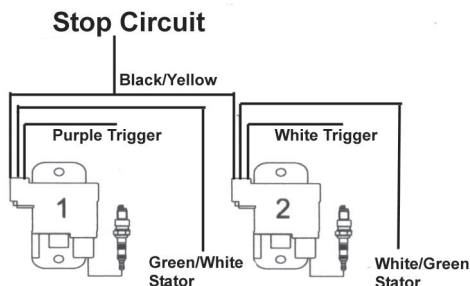 Stop Circuit
Black/Yellow
Purple Trigger
White Trigger
1
2
Green/White
Stator
White/Green
Stator